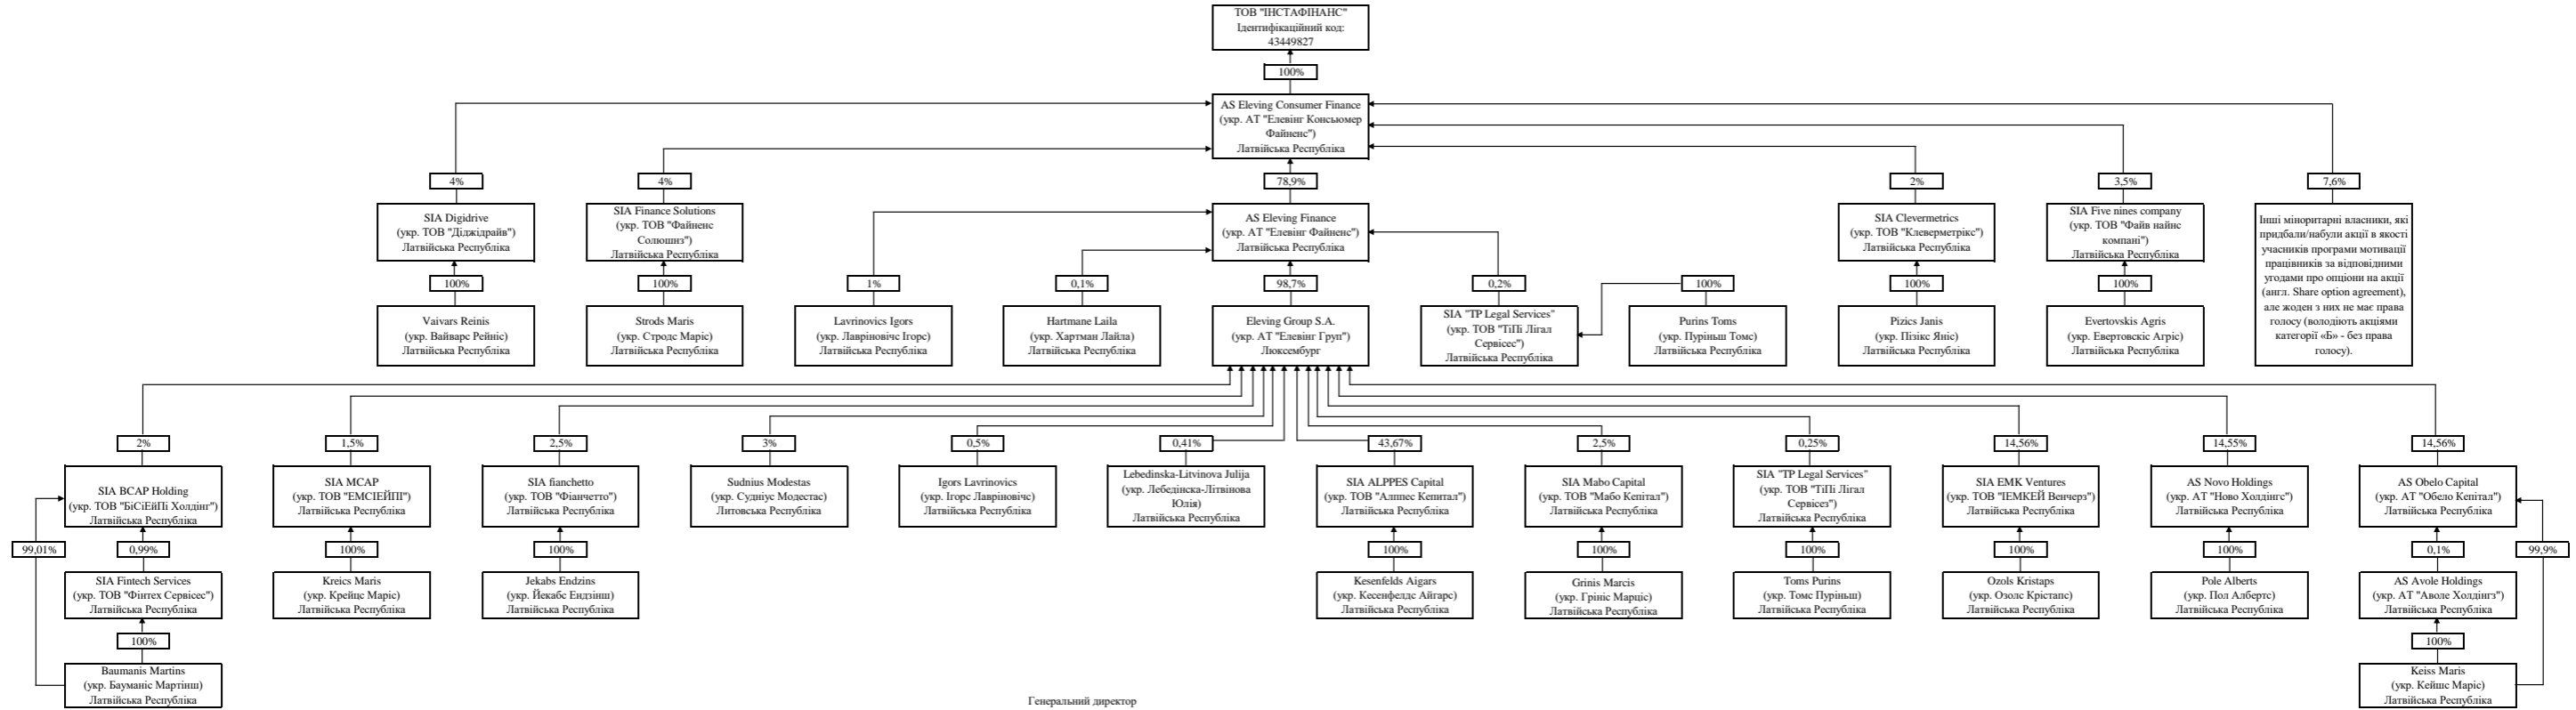 ТОВ "ІНСТАФІНАНС"
Ідентифікаційний код:
43449827
100%
AS Eleving Consumer Finance
(укр. АТ "Елевінг Консьюмер
Файненс")
Латвійська Республіка
4%
4%
78,9%
2%
3,5%
7,6%
SIA Digidrive
(укр. ТОВ "Діджідрайв")
Латвійська Республіка
SIA Finance Solutions
(укр. ТОВ "Файненс
Солюшнз")
Латвійська Республіка
AS Eleving Finance
(укр. АТ "Елевінг Файненс")
Латвійська Республіка
SIA Clevermetrics
(укр. ТОВ "Клеверметрікс")
Латвійська Республіка
SIA Five nines company
(укр. ТОВ "Файв найнс
компані")
Латвійська Республіка
Інші міноритарні власники, які
придбали/набули акції в якості
учасників програми мотивації
працівників за відповідними
угодами про опціони на акції
(англ. Share option agreement),
але жоден з них не має права
голосу (володіють акціями
категорії «Б» - без права
голосу).
100%
100%
1%
0,1%
98,7%
0,2%
100%
100%
100%
Vaivars Reinis
(укр. Вайварс Рейніс)
Латвійська Республіка
Strods Maris
(укр. Стродс Маріс)
Латвійська Республіка
Lavrinovics Igors
(укр. Лавріновічс Ігорс)
Латвійська Республіка
Hartmane Laila
(укр. Хартман Лайла)
Латвійська Республіка
Eleving Group S.A.
(укр. АТ "Елевінг Груп")
Люксембург
SIA "TP Legal Services"
(укр. ТОВ "ТіПі Лігал
Сервісес")
Латвійська Республіка
Purins Toms
(укр. Пуріньш Томс)
Латвійська Республіка
Pizics Janis
(укр. Пізікс Яніс)
Латвійська Республіка
Evertovskis Agris
(укр. Евертовскіс Агріс)
Латвійська Республіка
2%
1,5%
2,5%
3%
0,5%
0,41%
43,67%
2,5%
0,25%
14,56%
14,55%
14,56%
SIA BCAP Holding
(укр. ТОВ "БіСіЕйПі Холдінг")
Латвійська Республіка
SIA MCAP
(укр. ТОВ "ЕМСІЕЙПІ")
Латвійська Республіка
SIA fianchetto
(укр. ТОВ "Фіанчетто")
Латвійська Республіка
Sudnius Modestas
(укр. Судніус Модестас)
Литовська Республіка
Igors Lavrinovics
(укр. Ігорс Лавріновічс)
Латвійська Республіка
Lebedinska-Litvinova Julija
(укр. Лебедінска-Літвінова
Юлія)
Латвійська Республіка
SIA ALPPES Capital
(укр. ТОВ "Алппес Кепитал")
Латвійська Республіка
SIA Mabo Capital
(укр. ТОВ "Мабо Кепітал")
Латвійська Республіка
SIA "TP Legal Services"
(укр. ТОВ "ТіПі Лігал
Сервісез")
Латвійська Республіка
SIA EMK Ventures
(укр. ТОВ "ІЕМКЕЙ Венчерз")
Латвійська Республіка
AS Novo Holdings
(укр. АТ "Ново Холдінгс")
Латвійська Республіка
AS Obelo Capital
(укр. АТ "Обело Кепітал")
Латвійська Республіка
99,01%
0,99%
100%
100%
100%
100%
100%
100%
100%
0,1%
99,9%
SIA Fintech Services
(укр. ТОВ "Фінтех Сервісес")
Латвійська Республіка
Kreics Maris
(укр. Крейцс Маріс)
Латвійська Республіка
Jekabs Endzins
(укр. Йекабс Ендзінш)
Латвійська Республіка
Kesenfelds Aigars
(укр. Кесенфелдс Айгарс)
Латвійська Республіка
Grinis Marcis
(укр. Грініс Марціс)
Латвійська Республіка
Toms Purins
(укр. Томс Пуріньш)
Латвійська Республіка
Ozols Kristaps
(укр. Озолс Крістапс)
Латвійська Республіка
Pole Alberts
(укр. Пол Албертс)
Латвійська Республіка
AS Avole Holdings
(укр. АТ "Аволе Холдінгз")
Латвійська Республіка
100%
100%
Baumanis Martins
(укр. Бауманіс Мартінш)
Латвійська Республіка
Keiss Maris
(укр. Кейшс Маріс)
Латвійська Республіка
Генеральний директор